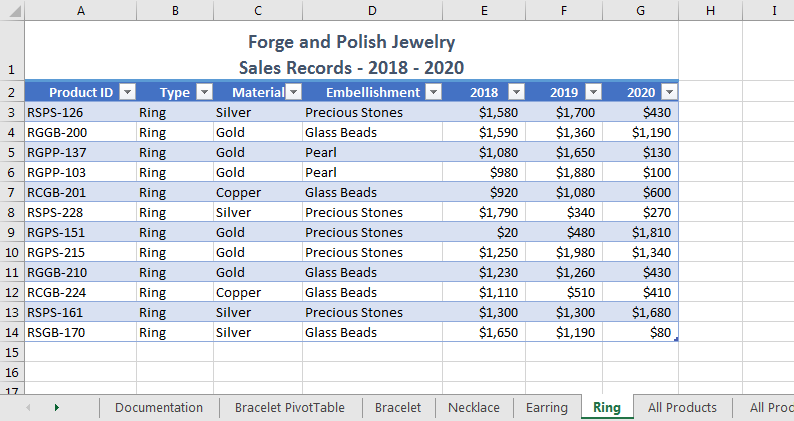 A B C D E F G H I
1 Forge and Polish Jewelry
Sales Records - 2018 - 2020
2 Product ID Type Material Embellishment 2018 2019 2020
3 RSPS-126 Ring Silver Precious Stones $1,580 $1,700 $430
4 RGGB-200 Ring Gold Glass Beads $1,590 $1,360 $1,190
5 RGPP-137 Ring Gold Pearl $1,080 $1,650 $130
6 RGPP-103 Ring Gold Pearl $980 $1,880 $100
7 RCGB-201 Ring Copper Glass Beads $920 $1,080 $600
8 RSPS-228 Ring Silver Precious Stones $1,790 $340 $270
9 RGPS-151 Ring Gold Precious Stones $20 $480 $1,810
10 RGPS-215 Ring Gold Precious Stones $1,250 $1,980 $1,340
11 RGGB-210 Ring Gold Glass Beads $1,230 $1,260 $430
12 RCGB-224 Ring Copper Glass Beads $1,110 $510 $410
13 RSPS-161 Ring Silver Precious Stones $1,300 $1,300 $1,680
14 RSGB-170 Ring Silver Glass Beads $1,650 $1,190 $80
15
16
17
Documentation Bracelet PivotTable Bracelet Necklace Earring Ring All Products All Proc